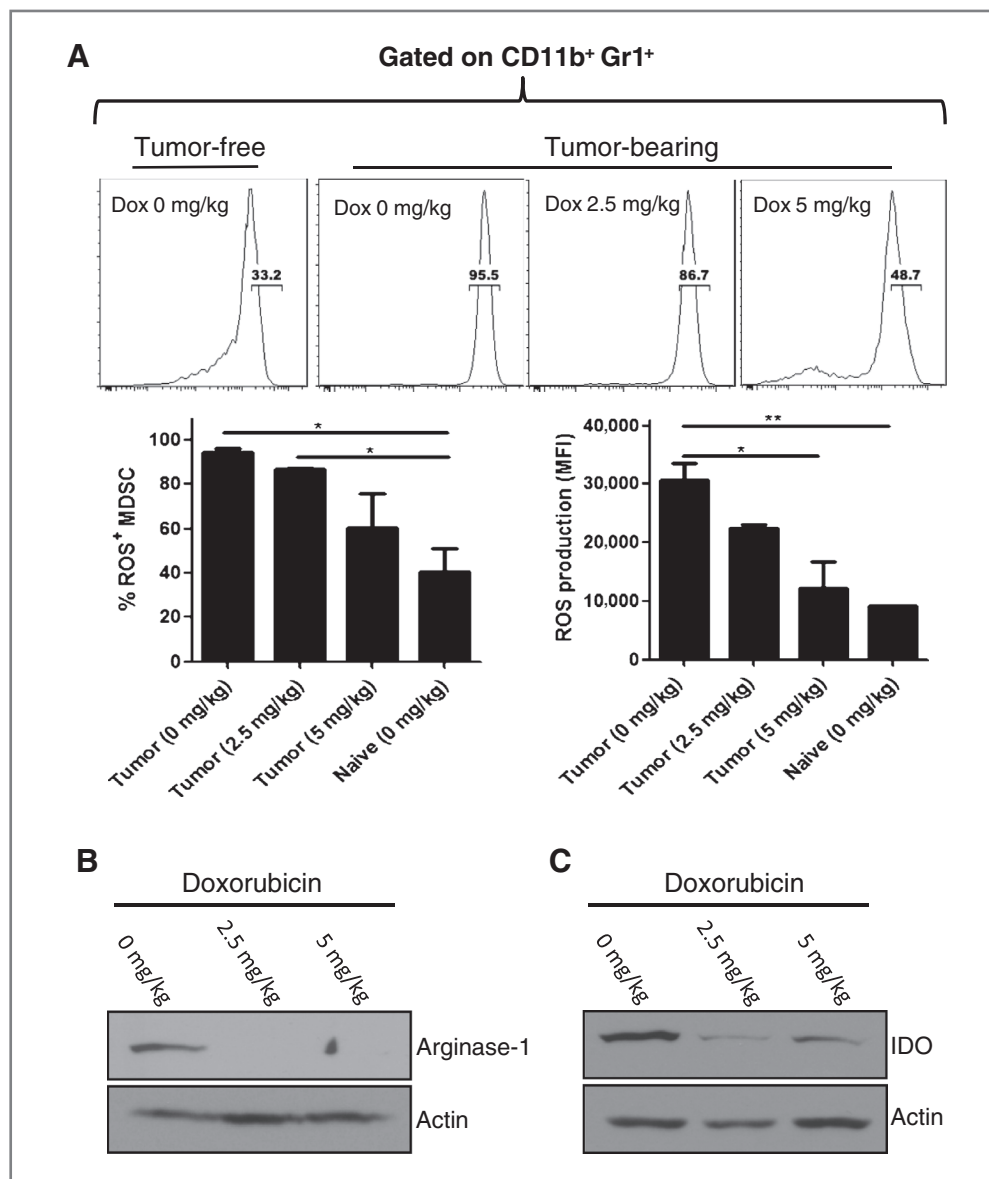 A
Gated on CD11b+ Gr1+
Tumor-free
Tumor-bearing
Dox 0 mg/kg
Dox 0 mg/kg
Dox 2.5 mg/kg
Dox 5 mg/kg
33.2
95.5
86.7
48.7
% ROS+ MDSC
100
80
60
40
20
0
*
*
Tumor (0 mg/kg)
Tumor (2.5 mg/kg)
Tumor (5 mg/kg)
Naive (0 mg/kg)
ROS production (MFI)
40,000
30,000
20,000
10,000
0
**
*
Tumor (0 mg/kg)
Tumor (2.5 mg/kg)
Tumor (5 mg/kg)
Naive (0 mg/kg)
B
Doxorubicin
0 mg/kg
2.5 mg/kg
5 mg/kg
Arginase-1
Actin
C
Doxorubicin
0 mg/kg
2.5 mg/kg
5 mg/kg
IDO
Actin